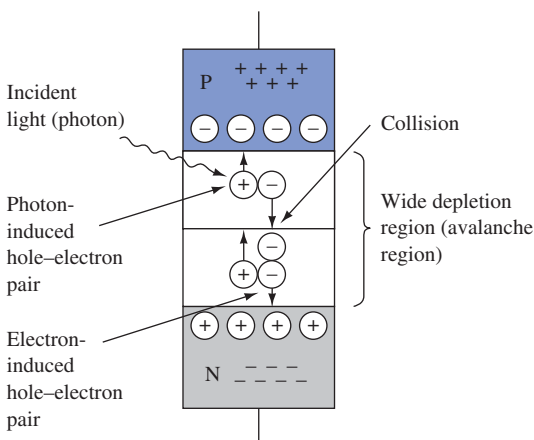 P
+ + + +
+ + +
− − − −
Incident
light (photon)
Collision
+ −
Photon-
induced
hole–electron
pair
Wide depletion
region (avalanche
region)
−
+ −
Electron-
induced
hole–electron
pair
+ + + +
N
− − − −
− − − − −